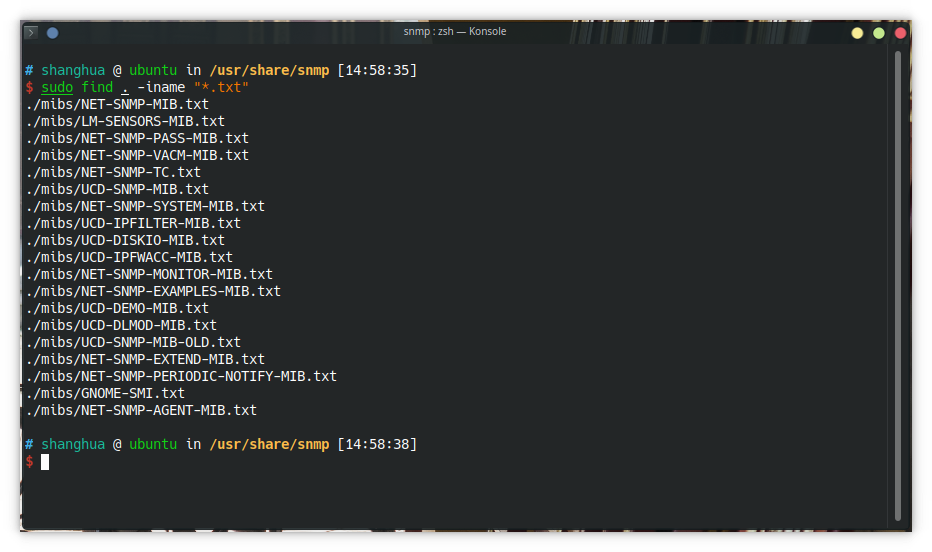 snmp : zsh — Konsole
# shanghua @ ubuntu in /usr/share/snmp [14:58:35]
$ sudo find . -iname "*.txt"
./mibs/NET-SNMP-MIB.txt
./mibs/LM-SENSORS-MIB.txt
./mibs/NET-SNMP-PASS-MIB.txt
./mibs/NET-SNMP-VACM-MIB.txt
./mibs/NET-SNMP-TC.txt
./mibs/UCD-SNMP-MIB.txt
./mibs/NET-SNMP-SYSTEM-MIB.txt
./mibs/UCD-IPFILTER-MIB.txt
./mibs/UCD-DISKIO-MIB.txt
./mibs/UCD-IPFWACC-MIB.txt
./mibs/NET-SNMP-MONITOR-MIB.txt
./mibs/NET-SNMP-EXAMPLES-MIB.txt
./mibs/UCD-DEMO-MIB.txt
./mibs/UCD-DLMOD-MIB.txt
./mibs/UCD-SNMP-MIB-OLD.txt
./mibs/NET-SNMP-EXTEND-MIB.txt
./mibs/NET-SNMP-PERIODIC-NOTIFY-MIB.txt
./mibs/GNOME-SMI.txt
./mibs/NET-SNMP-AGENT-MIB.txt
# shanghua @ ubuntu in /usr/share/snmp [14:58:38]
$